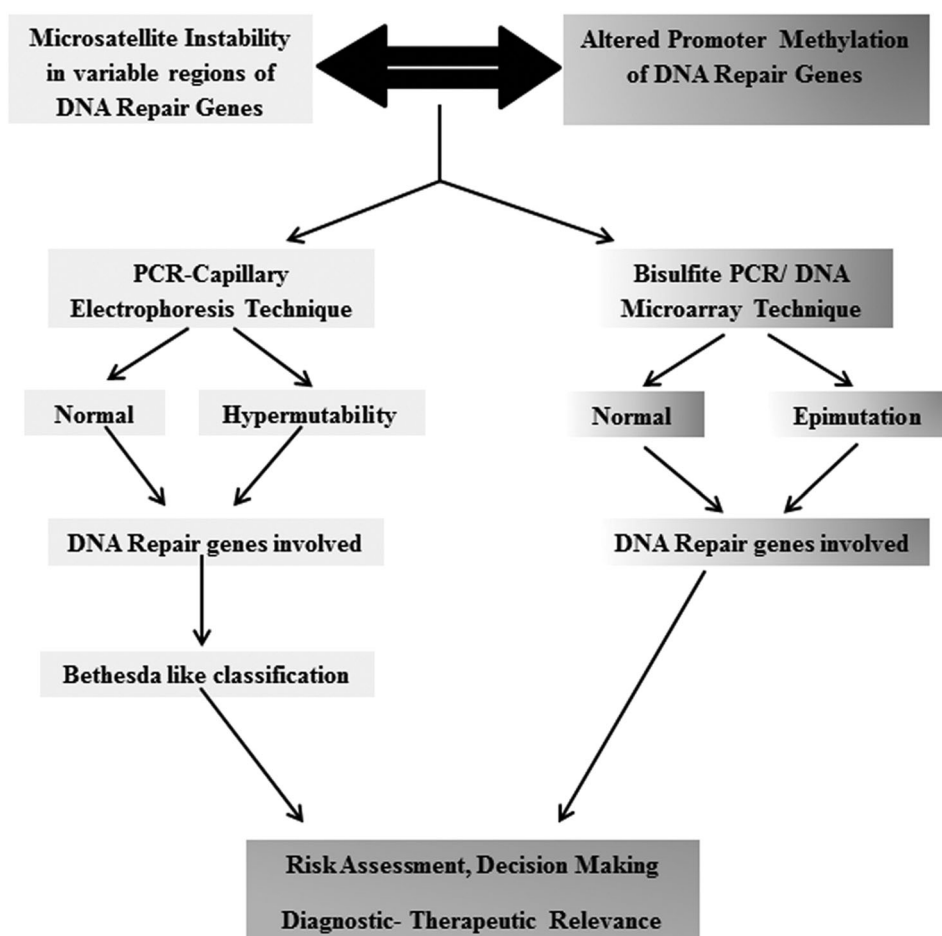 Microsatellite Instability
in variable regions of
DNA Repair Genes
Altered Promoter Methylation
of DNA Repair Genes
PCR-Capillary
Electrophoresis Technique
Bisulfite PCR/ DNA
Microarray Technique
Normal
Hypermutability
Normal
Epimutation
DNA Repair genes involved
DNA Repair genes involved
Bethesda like classification
Risk Assessment, Decision Making
Diagnostic- Therapeutic Relevance